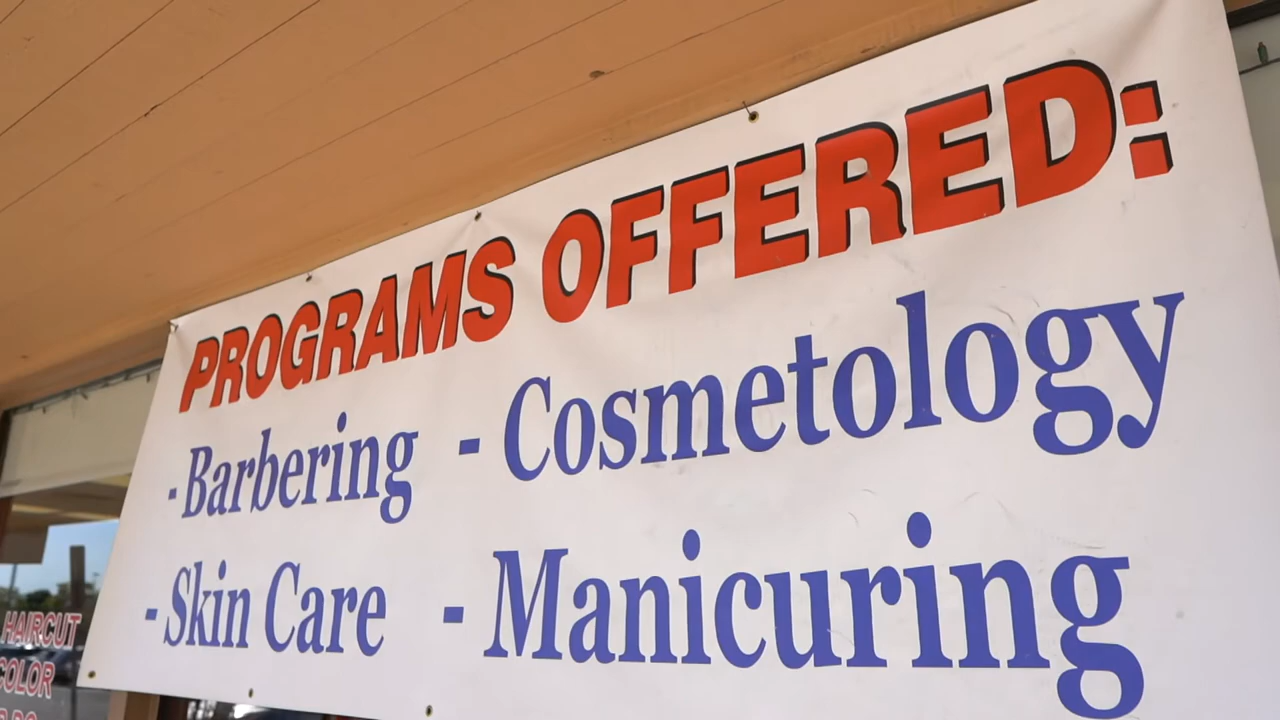 PROGRAMS OFFERED:
-Barbering - Cosmetology
-Skin Care - Manicuring
HAIRCUT
COLOR